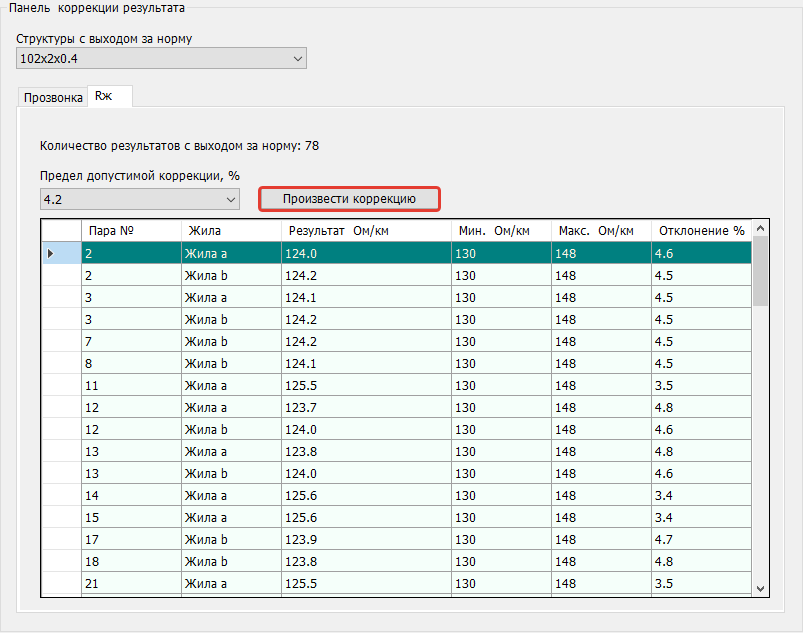 Панель коррекции результата
Структуры с выходом за норму
102x2x0.4
Прозвонка Rж
Количество результатов с выходом за норму: 78
Предел допустимой коррекции, %
4.2 Произвести коррекцию
Пара № Жила Результат Ом/км Мин. Ом/км Макс. Ом/км Отклонение %
2 Жила a 124.0 130 148 4.6
2 Жила b 124.2 130 148 4.5
3 Жила a 124.1 130 148 4.5
3 Жила b 124.2 130 148 4.5
7 Жила b 124.2 130 148 4.5
8 Жила b 124.1 130 148 4.5
11 Жила a 125.5 130 148 3.5
12 Жила a 123.7 130 148 4.8
12 Жила b 124.0 130 148 4.6
13 Жила a 123.8 130 148 4.8
13 Жила b 124.0 130 148 4.6
14 Жила a 125.6 130 148 3.4
15 Жила a 125.6 130 148 3.4
17 Жила b 123.9 130 148 4.7
18 Жила b 123.8 130 148 4.8
21 Жила a 125.5 130 148 3.5